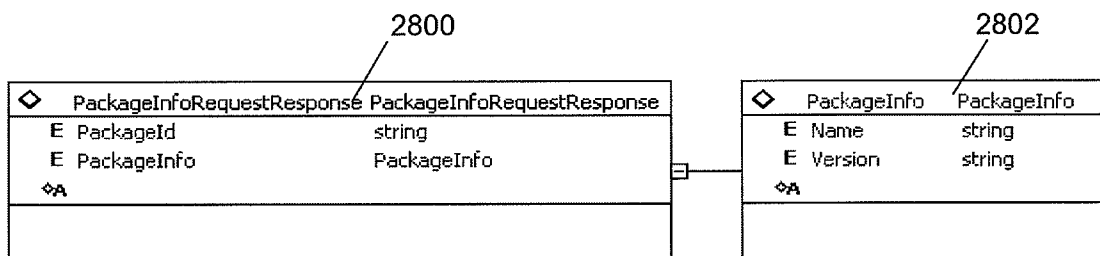 2800
2802
PackageInfoRequestResponse PackageInfoRequestResponse
E PackageId string
E PackageInfo PackageInfo
A
PackageInfo PackageInfo
E Name string
E Version string
A